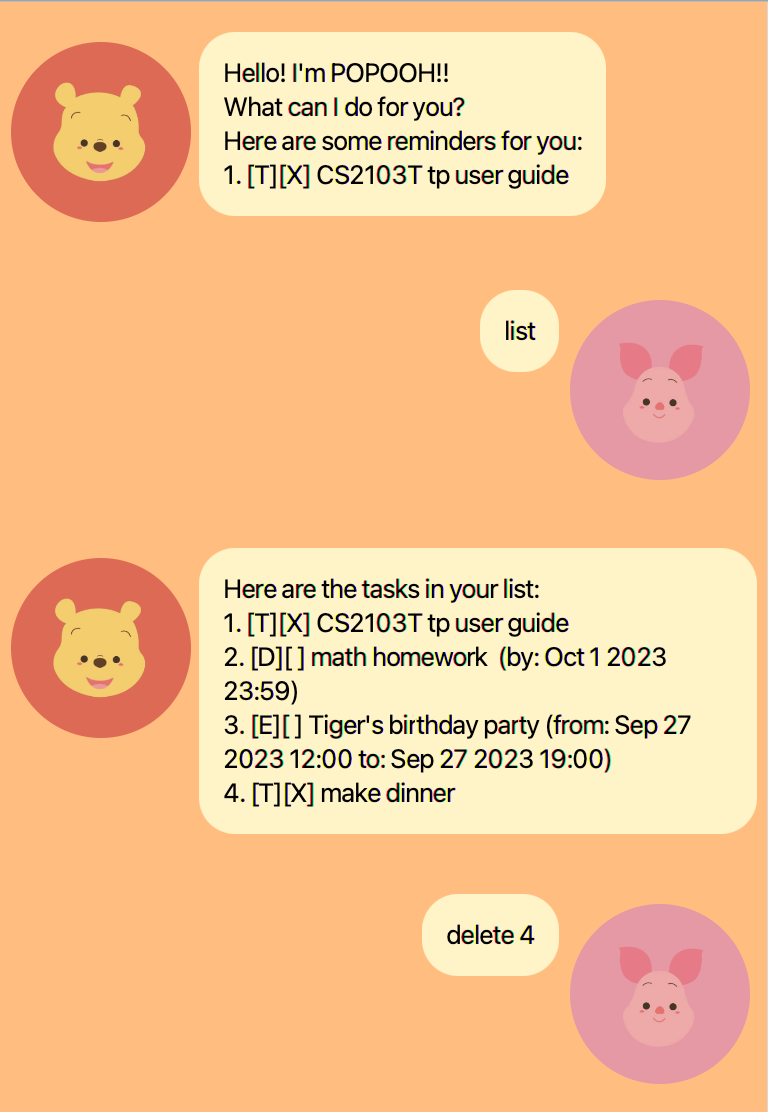 Hello! I'm POPOOH!!
What can I do for you?
Here are some reminders for you:
1. [T][X] CS2103T tp user guide
list
Here are the tasks in your list:
1. [T][X] CS2103T tp user guide
2. [D][ ] math homework  (by: Oct 1 2023
23:59)
3. [E][ ] Tiger's birthday party (from: Sep 27
2023 12:00 to: Sep 27 2023 19:00)
4. [T][X] make dinner
delete 4